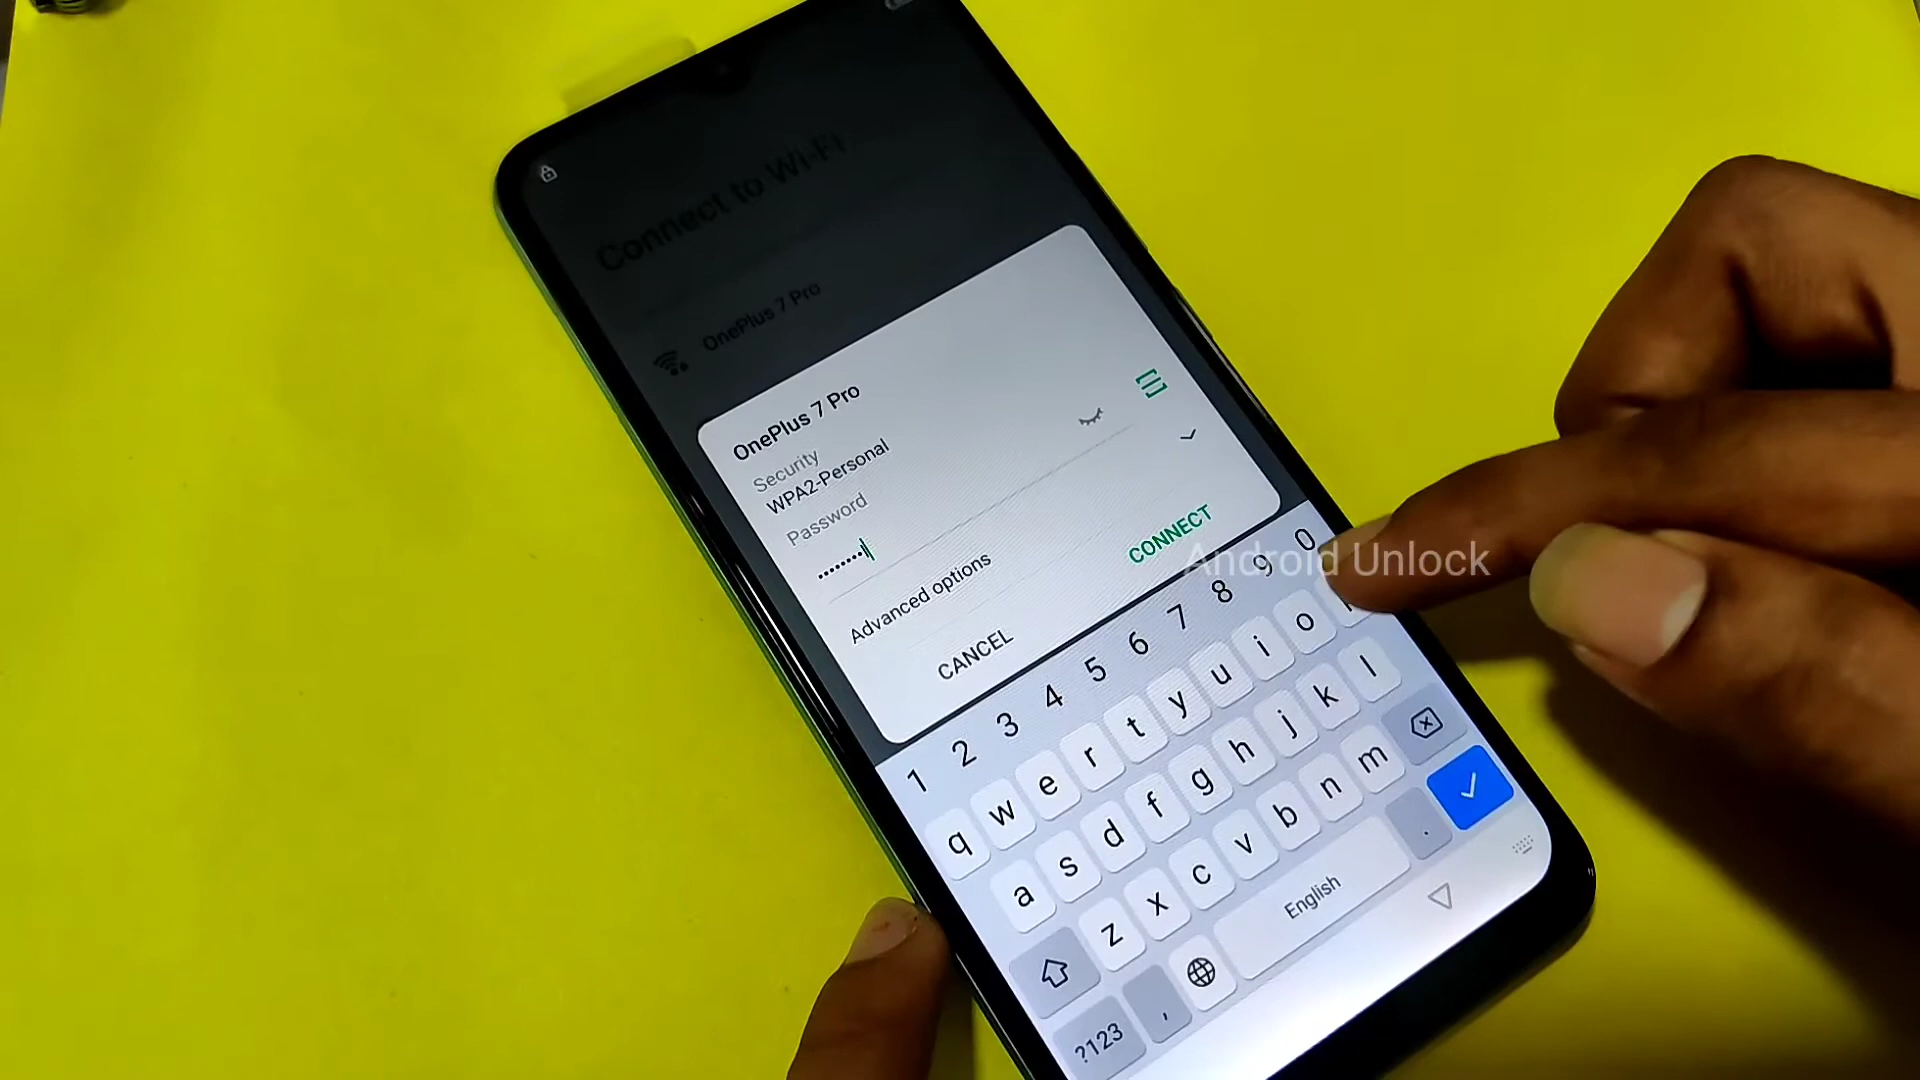 Connect to Wi-Fi
OnePlus 7 Pro
OnePlus 7 Pro
Security
WPA2-Personal
Password
••••••••
Advanced options
CANCEL
CONNECT
Android Unlock
1 2 3 4 5 6 7 8 9 0
q w e r t y u i o
a s d f g h j k l
z x c v b n m
?123 , English .